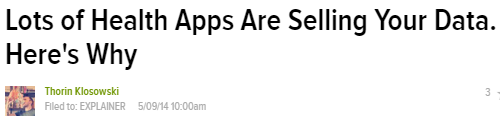 Lots of Health Apps Are Selling Your Data.
Here's Why
Thorin Klosowski
Filed to: EXPLAINER 5/09/14 10:00am
3